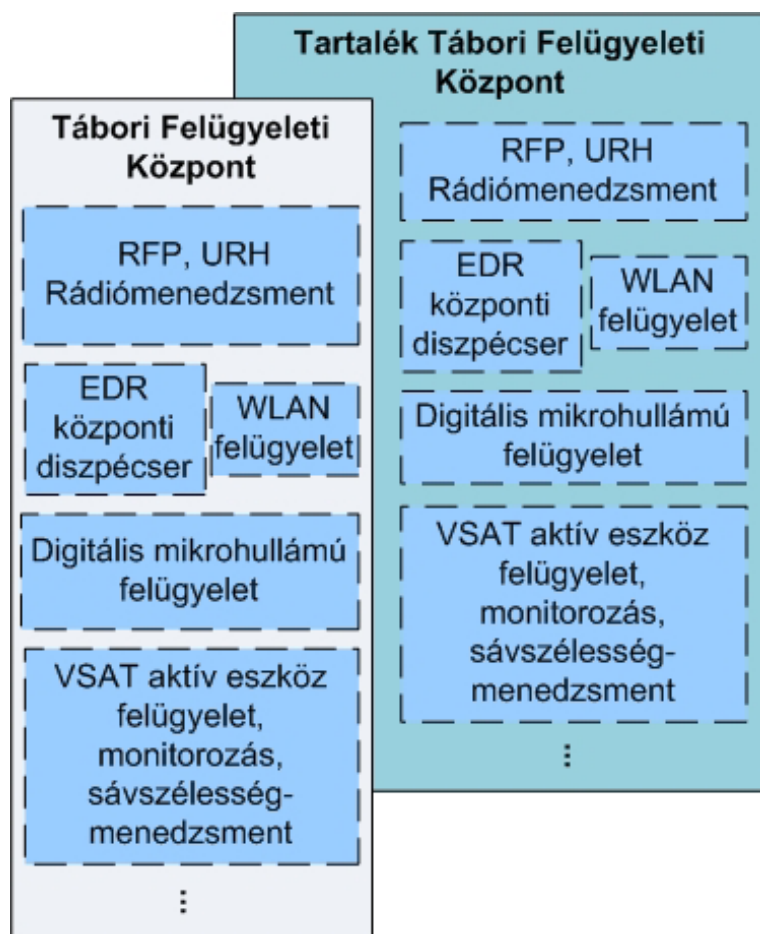 Tartalék Tábori Felügyeleti
Központ
RFP, URH
Rádiómenedzsment
EDR
központi
diszpécser
WLAN
felügyelet
Digitális mikrohullámú
felügyelet
VSAT aktív eszköz
felügyelet,
monitorozás,
sávszélesség-
menedzsment
⋮
Tábori Felügyeleti
Központ
RFP, URH
Rádiómenedzsment
EDR
központi
diszpécser
WLAN
felügyelet
Digitális mikrohullámú
felügyelet
VSAT aktív eszköz
felügyelet,
monitorozás,
sávszélesség-
menedzsment
⋮